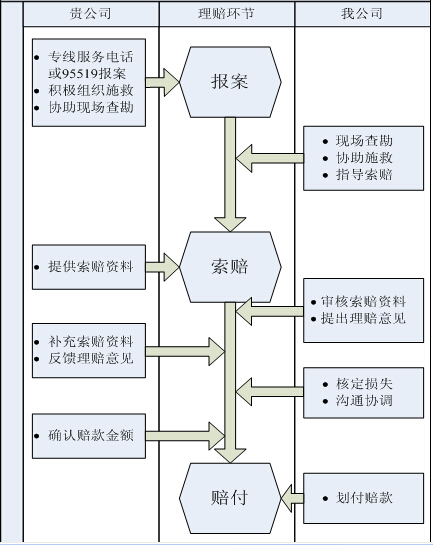 贵公司
理赔环节
我公司
专线服务电话
或95519报案
积极组织施救
协助现场查勘
报案
现场查勘
协助施救
指导索赔
提供索赔资料
索赔
审核索赔资料
提出理赔意见
补充索赔资料
反馈理赔意见
核定损失
沟通协调
确认赔款金额
赔付
划付赔款